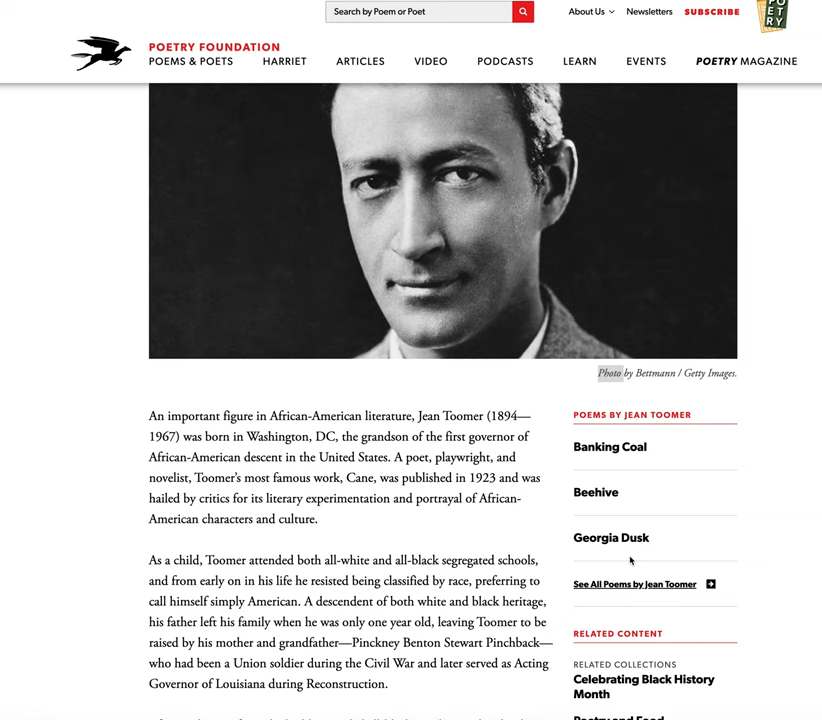 Search by Poem or Poet
About Us
Newsletters
SUBSCRIBE
PO
ET
RY
POETRY FOUNDATION
POEMS & POETS
HARRIET
ARTICLES
VIDEO
PODCASTS
LEARN
EVENTS
POETRY MAGAZINE
Photo by Bettmann / Getty Images.
An important figure in African-American literature, Jean Toomer (1894—
1967) was born in Washington, DC, the grandson of the first governor of
African-American descent in the United States. A poet, playwright, and
novelist, Toomer’s most famous work, Cane, was published in 1923 and was
hailed by critics for its literary experimentation and portrayal of African-
American characters and culture.
As a child, Toomer attended both all-white and all-black segregated schools,
and from early on in his life he resisted being classified by race, preferring to
call himself simply American. A descendent of both white and black heritage,
his father left his family when he was only one year old, leaving Toomer to be
raised by his mother and grandfather—Pinckney Benton Stewart Pinchback—
who had been a Union soldier during the Civil War and later served as Acting
Governor of Louisiana during Reconstruction.
POEMS BY JEAN TOOMER
Banking Coal
Beehive
Georgia Dusk
See All Poems by Jean Toomer
RELATED CONTENT
RELATED COLLECTIONS
Celebrating Black History
Month
Poetry and Food